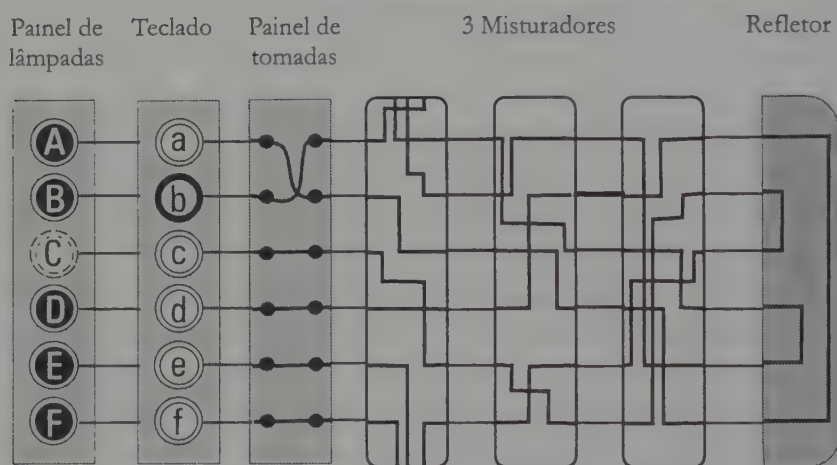 Painel de lâmpadas
Teclado
Painel de tomadas
3 Misturadores
Refletor
A a
B b
C c
D d
E e
F f